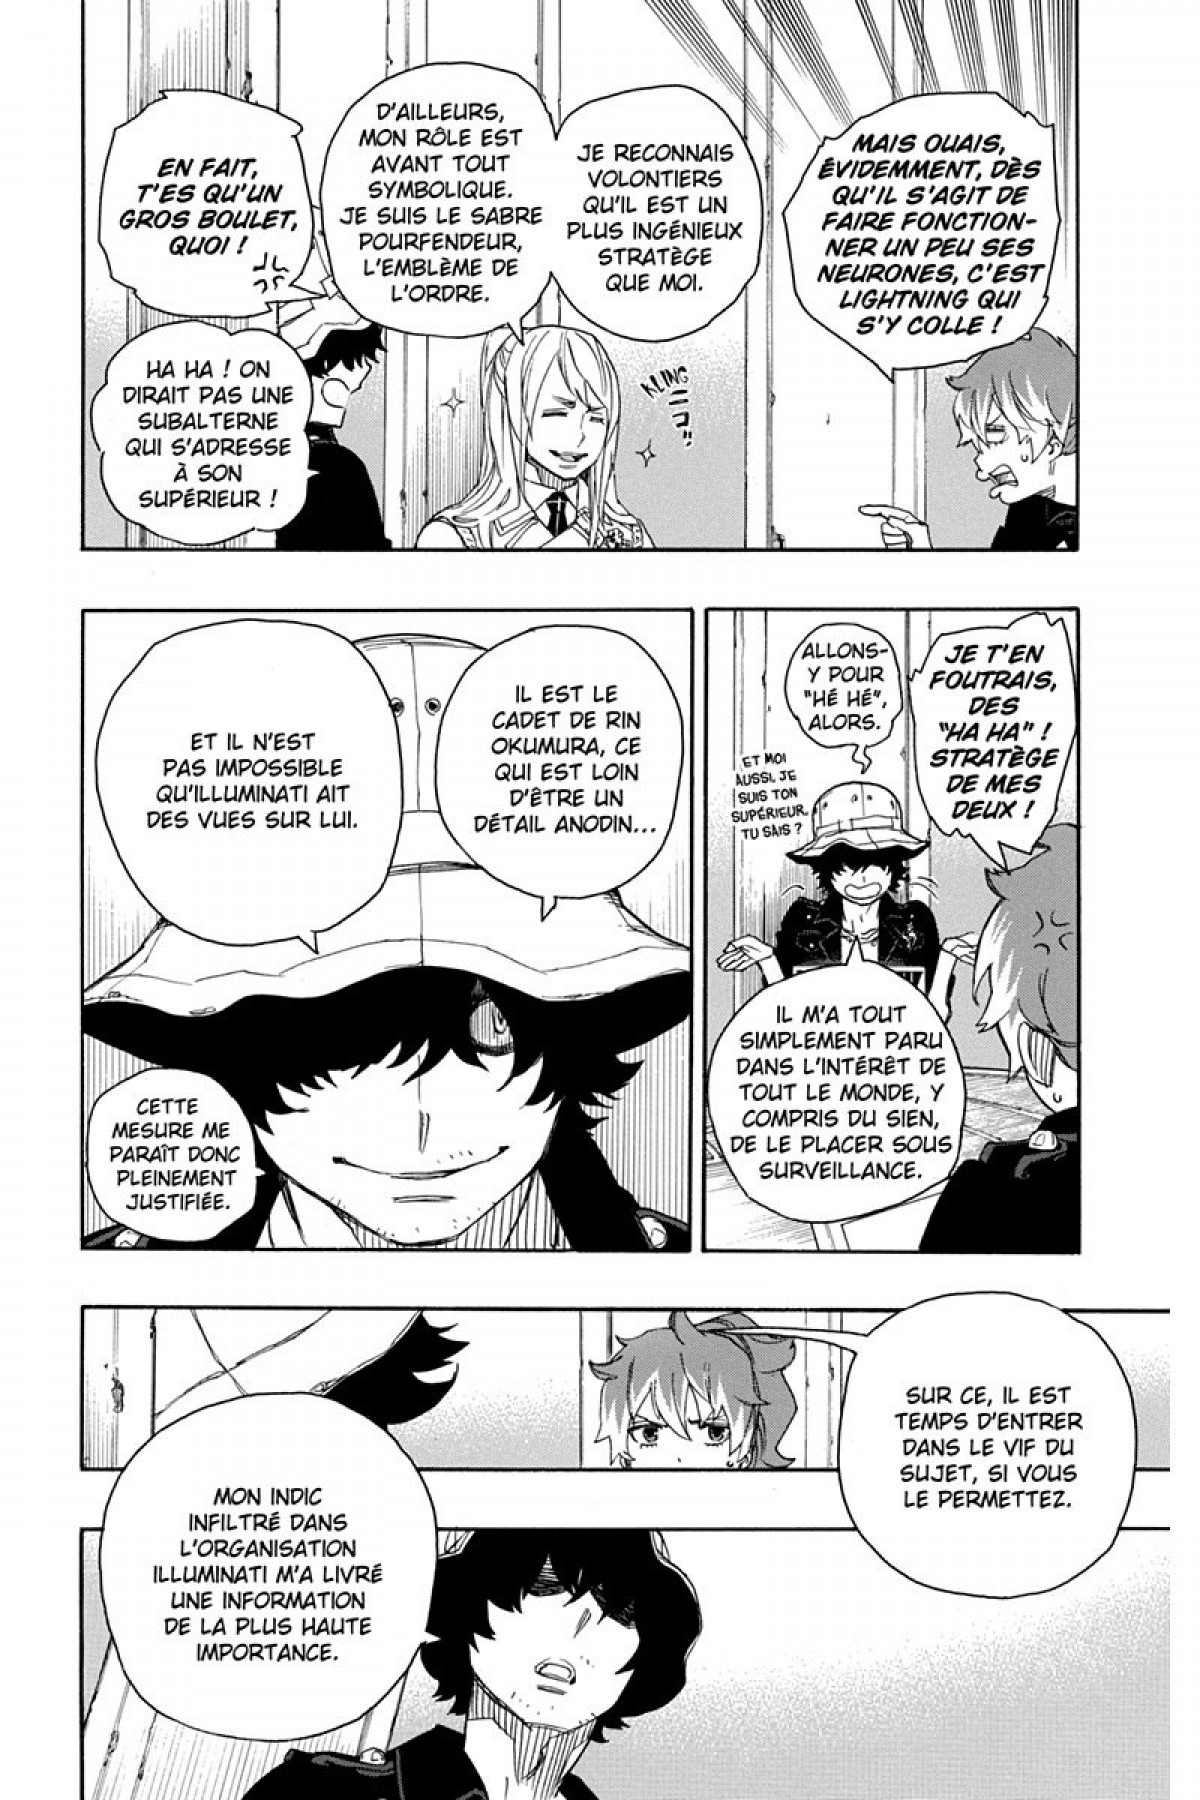 MAIS OUAIS,
ÉVIDEMMENT, DÈS
QU'IL S'AGIT DE
FAIRE FONCTION-
NER UN PEU SES
NEURONES, C'EST
LIGHTNING QUI
S'Y COLLE !
JE RECONNAIS
VOLONTIERS
QU'IL EST UN
PLUS INGÉNIEUX
STRATÈGE
QUE MOI.
D'AILLEURS,
MON RÔLE EST
AVANT TOUT
SYMBOLIQUE.
JE SUIS LE SABRE
POURFENDEUR,
L'EMBLÈME DE
L'ORDRE.
KLING
ニコ!!
EN FAIT,
T'ES QU'UN
GROS BOULET,
QUOI !
HA HA ! ON
DIRAIT PAS UNE
SUBALTERNE
QUI S'ADRESSE
À SON
SUPÉRIEUR !
JE T'EN
FOUTRAIS,
DES
"HA HA" !
STRATÈGE
DE MES
DEUX !
ALLONS-
Y POUR
"HÉ HÉ",
ALORS.
ET MOI
AUSSI, JE
SUIS TON
SUPÉRIEUR,
TU SAIS ?
IL M'A TOUT
SIMPLEMENT PARU
DANS L'INTÉRÊT DE
TOUT LE MONDE, Y
COMPRIS DU SIEN,
DE LE PLACER SOUS
SURVEILLANCE.
IL EST LE
CADET DE RIN
OKUMURA, CE
QUI EST LOIN
D'ÊTRE UN
DÉTAIL ANODIN...
ET IL N'EST
PAS IMPOSSIBLE
QU'ILLUMINATI AIT
DES VUES SUR LUI.
CETTE
MESURE ME
PARAÎT DONC
PLEINEMENT
JUSTIFIÉE.
SUR CE, IL EST
TEMPS D'ENTRER
DANS LE VIF DU
SUJET, SI VOUS
LE PERMETTEZ.
MON INDIC
INFILTRÉ DANS
L'ORGANISATION
ILLUMINATI M'A LIVRÉ
UNE INFORMATION
DE LA PLUS HAUTE
IMPORTANCE.